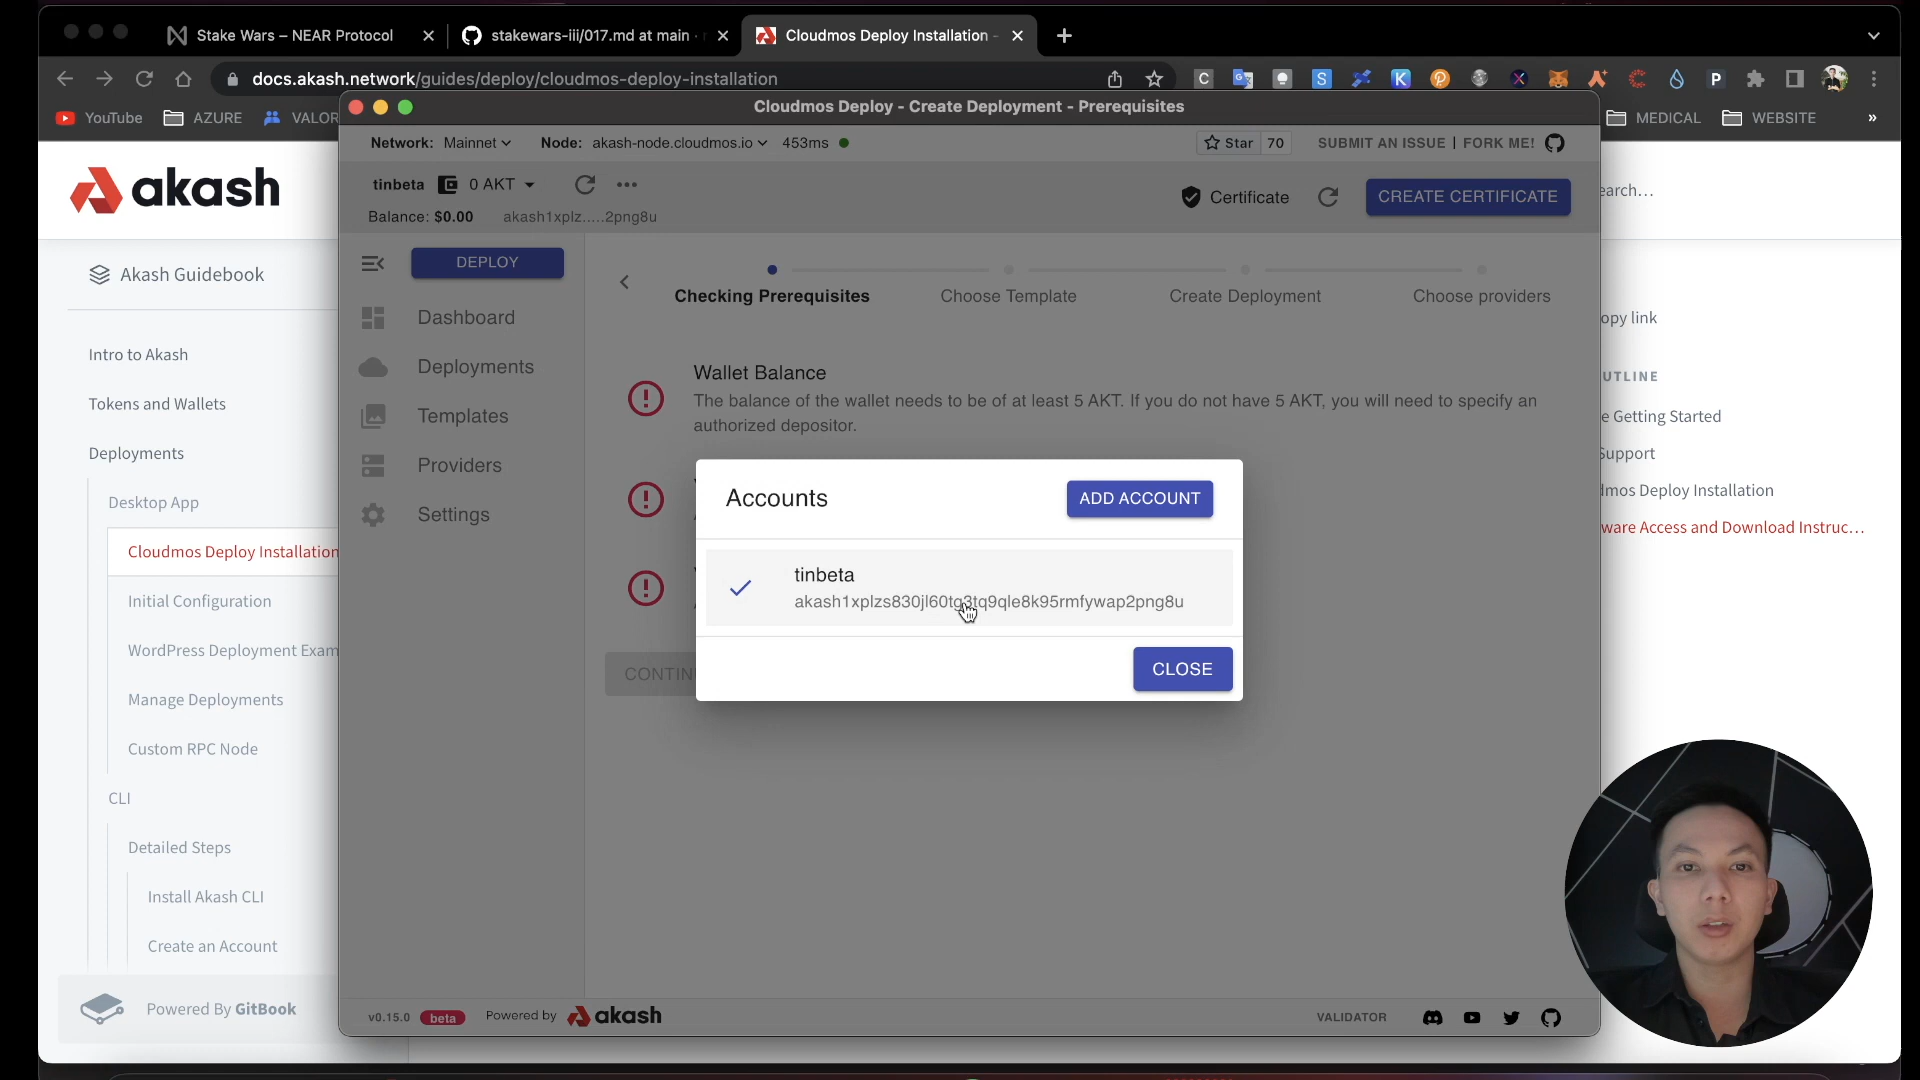 Stake Wars – NEAR Protocol
stakewars-iii/017.md at main ·
Cloudmos Deploy Installation -
docs.akash.network/guides/deploy/cloudmos-deploy-installation
YouTube
AZURE
VALOR
MEDICAL
WEBSITE
»
Cloudmos Deploy - Create Deployment - Prerequisites
Network: Mainnet
Node: akash-node.cloudmos.io
453ms
Star 70
SUBMIT AN ISSUE | FORK ME!
akash
tinbeta
0 AKT
Balance: $0.00
akash1xplz.....2png8u
Certificate
CREATE CERTIFICATE
earch...
Akash Guidebook
Intro to Akash
Tokens and Wallets
Deployments
Desktop App
Cloudmos Deploy Installation
Initial Configuration
WordPress Deployment Exam
Manage Deployments
Custom RPC Node
CLI
Detailed Steps
Install Akash CLI
Create an Account
Powered By GitBook
DEPLOY
Dashboard
Deployments
Templates
Providers
Settings
Checking Prerequisites
Choose Template
Create Deployment
Choose providers
Wallet Balance
The balance of the wallet needs to be of at least 5 AKT. If you do not have 5 AKT, you will need to specify an
authorized depositor.
CONTIN
Accounts
ADD ACCOUNT
tinbeta
akash1xplzs830jl60tg3tq9qle8k95rmfywap2png8u
CLOSE
opy link
UTLINE
e Getting Started
Support
dmos Deploy Installation
ware Access and Download Instruc...
v0.15.0 beta
Powered by akash
VALIDATOR